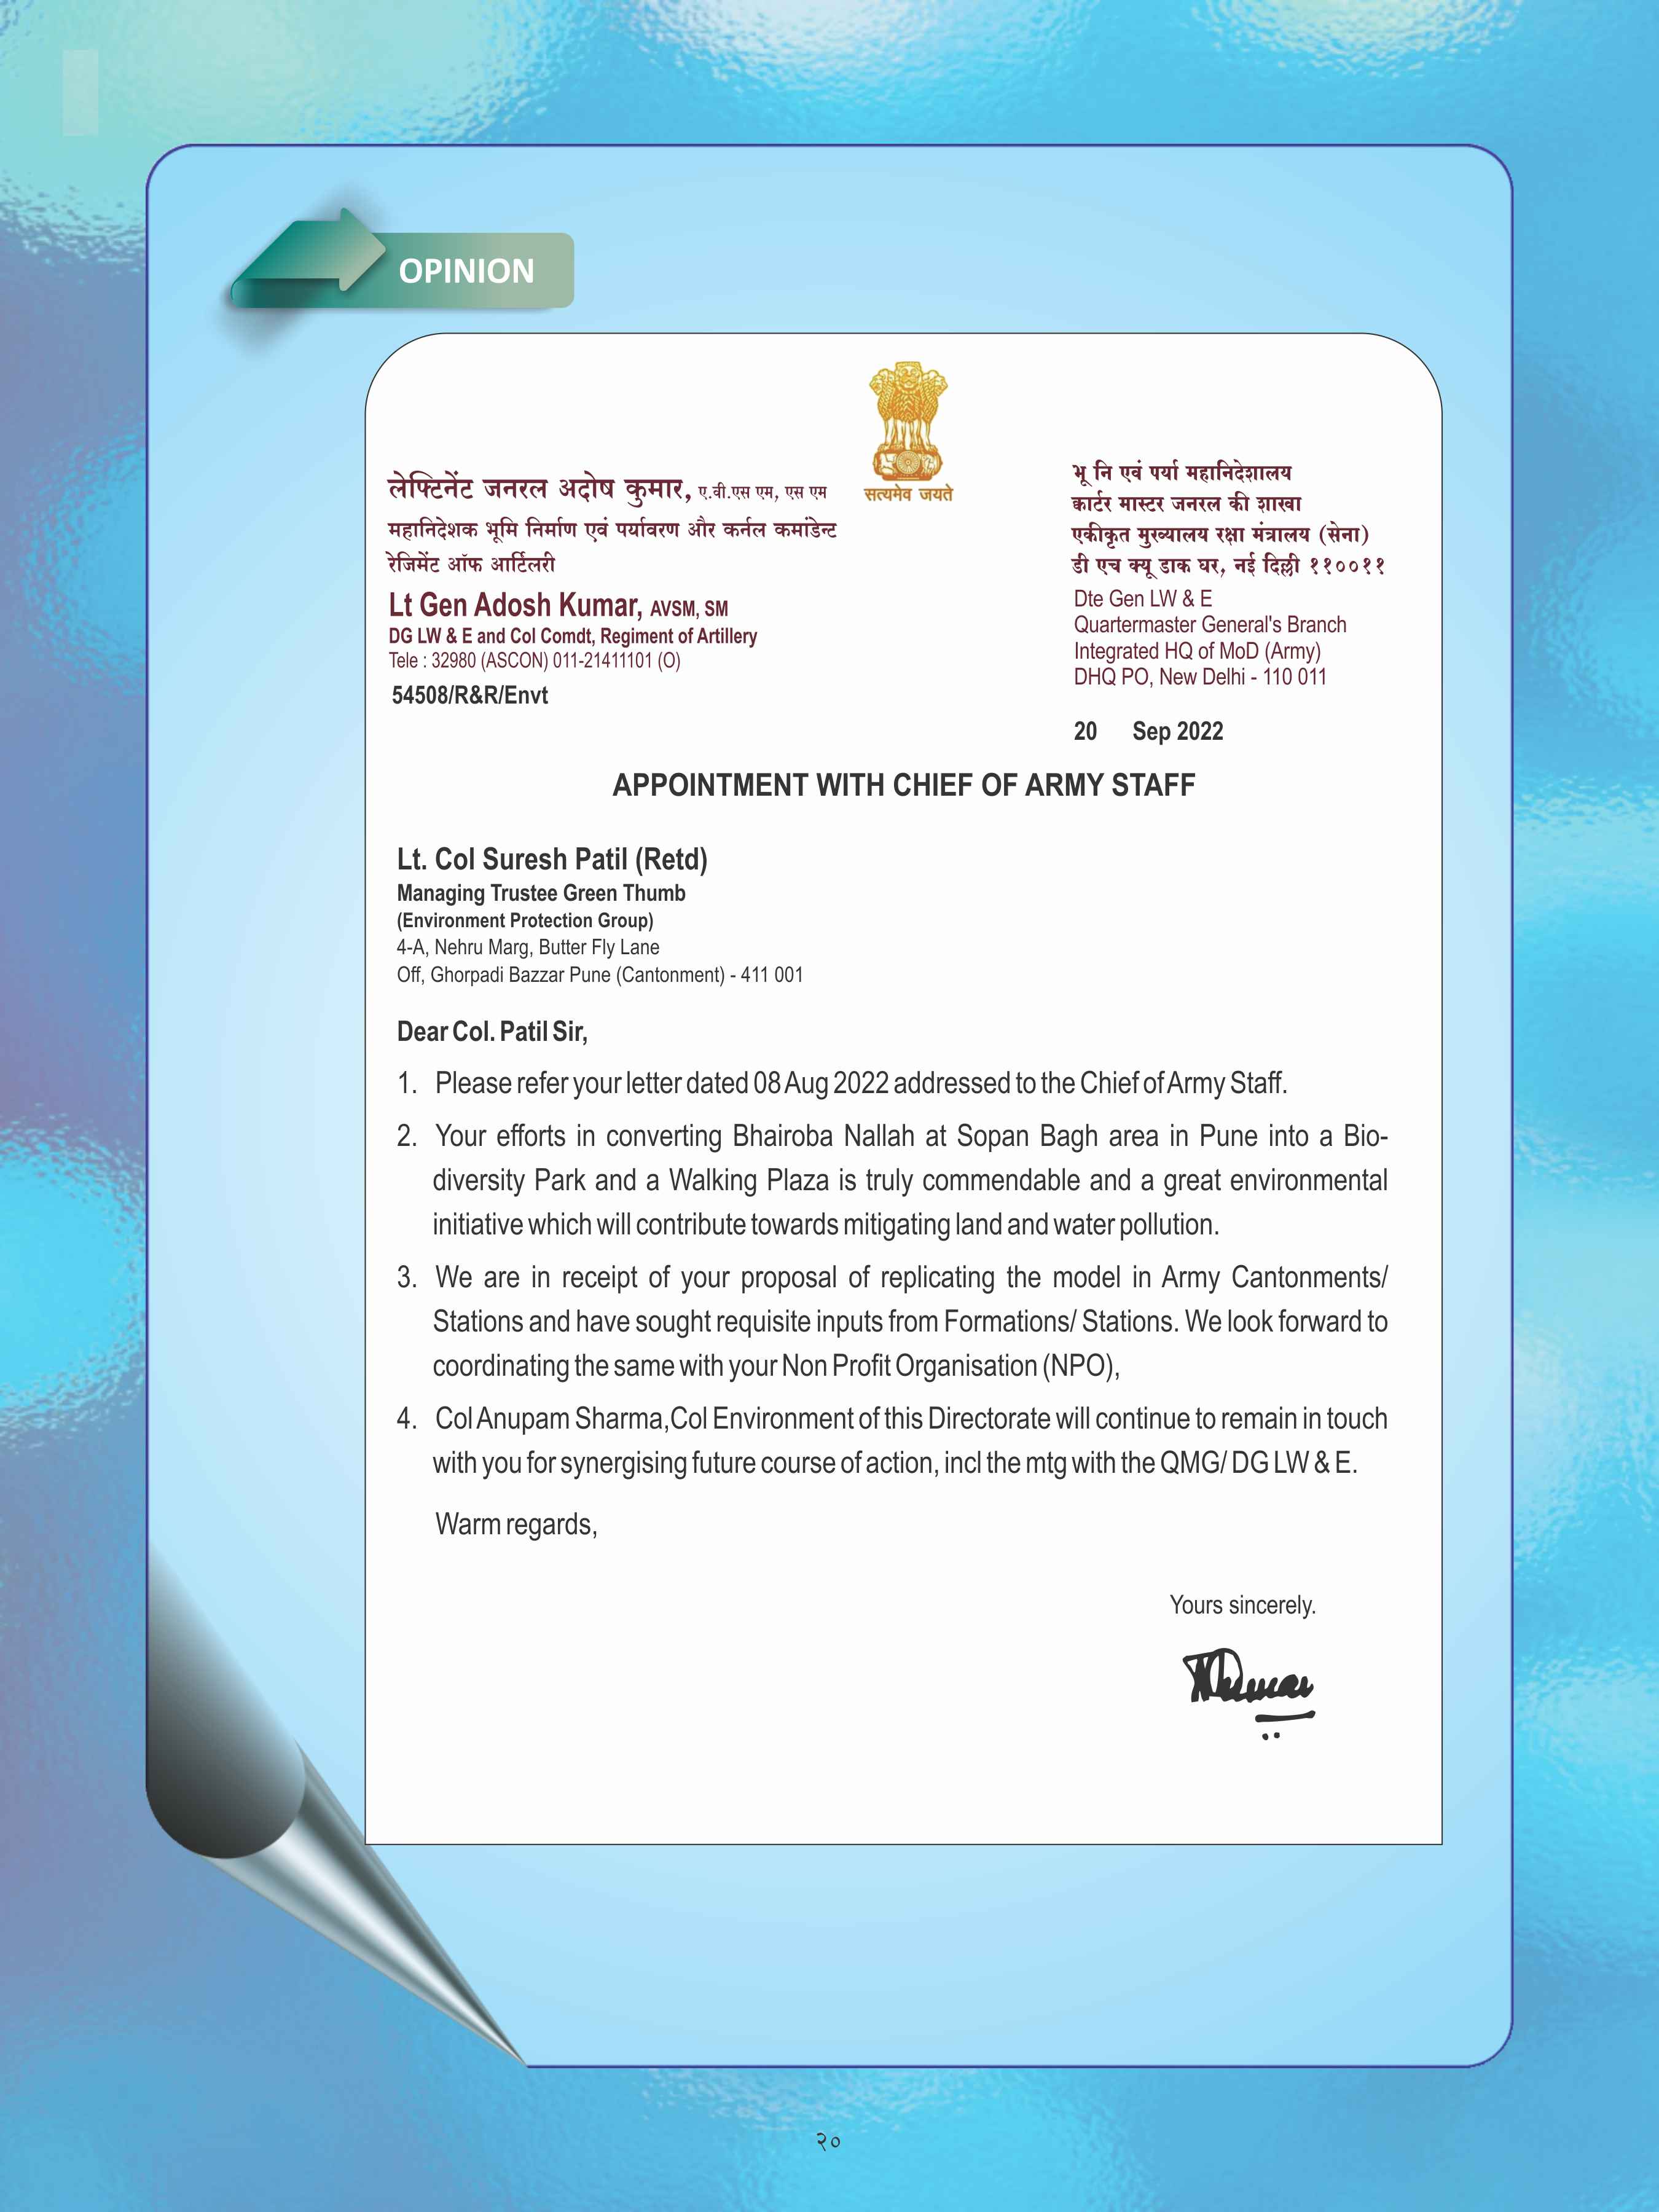 OPINION
सत्यमेव जयते
लेफ्टिनेंट जनरल अदोष कुमार, ए.वी.एस एम, एस एम
महानिदेशक भूमि निर्माण एवं पर्यावरण और कर्नल कमांडेन्ट
रेजिमेंट ऑफ आर्टिलरी
Lt Gen Adosh Kumar, AVSM, SM
DG LW & E and Col Comdt, Regiment of Artillery
Tele : 32980 (ASCON) 011-21411101 (O)
54508/R&R/Envt
भू नि एवं पर्या महानिदेशालय
क्वार्टर मास्टर जनरल की शाखा
एकीकृत मुख्यालय रक्षा मंत्रालय (सेना)
डी एच क्यू डाक घर, नई दिल्ली ११००११
Dte Gen LW & E
Quartermaster General's Branch
Integrated HQ of MoD (Army)
DHQ PO, New Delhi - 110 011
20 Sep 2022
APPOINTMENT WITH CHIEF OF ARMY STAFF
Lt. Col Suresh Patil (Retd)
Managing Trustee Green Thumb
(Environment Protection Group)
4-A, Nehru Marg, Butter Fly Lane
Off, Ghorpadi Bazzar Pune (Cantonment) - 411 001
Dear Col. Patil Sir,
1. Please refer your letter dated 08 Aug 2022 addressed to the Chief of Army Staff.
2. Your efforts in converting Bhairoba Nallah at Sopan Bagh area in Pune into a Bio-
diversity Park and a Walking Plaza is truly commendable and a great environmental
initiative which will contribute towards mitigating land and water pollution.
3. We are in receipt of your proposal of replicating the model in Army Cantonments/
Stations and have sought requisite inputs from Formations/ Stations. We look forward to
coordinating the same with your Non Profit Organisation (NPO),
4. Col Anupam Sharma,Col Environment of this Directorate will continue to remain in touch
with you for synergising future course of action, incl the mtg with the QMG/ DG LW & E.
Warm regards,
Yours sincerely.
२०